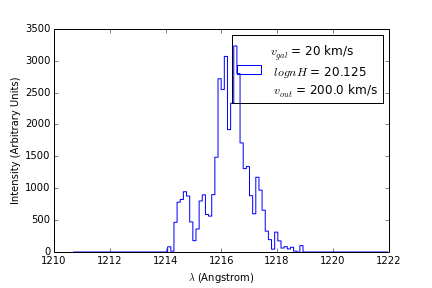 3500
3000
2500
2000
1500
1000
500
0
Intensity (Arbitrary Units)
v_gal = 20 km/s
lognH = 20.125
v_out = 200.0 km/s
1210 1212 1214 1216 1218 1220 1222
λ (Angstrom)